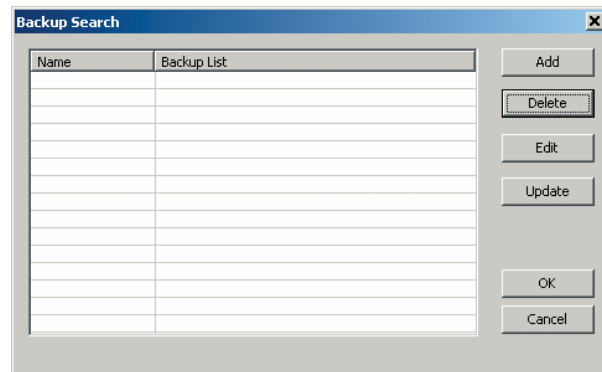 Backup Search
Name Backup List
Add
Delete
Edit
Update
OK
Cancel